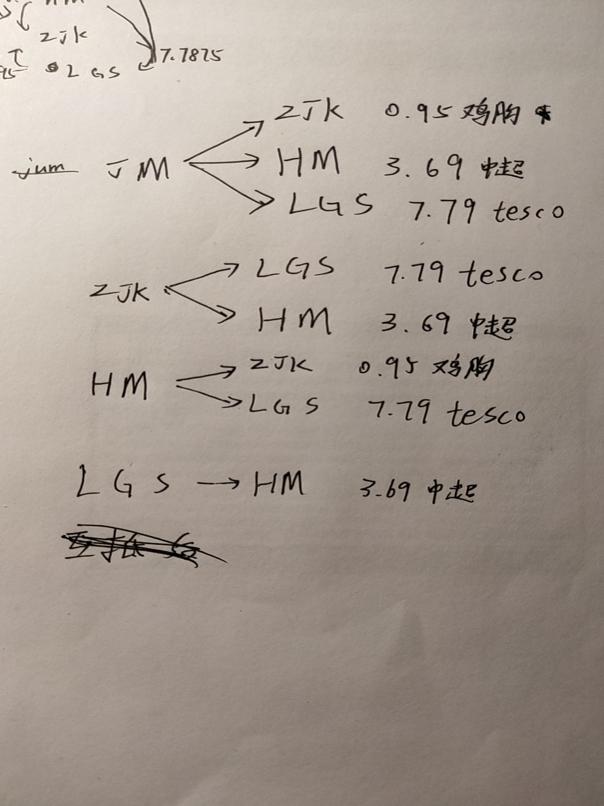 ZJK
LGS 7.7875
ZJK 0.95 鸡胸
jum JM HM 3.69 中超
LGS 7.79 tesco
LGS 7.79 tesco
ZJK
HM 3.69 中超
ZJK 0.95 鸡胸
HM
LGS 7.79 tesco
LGS → HM 3.69 中超